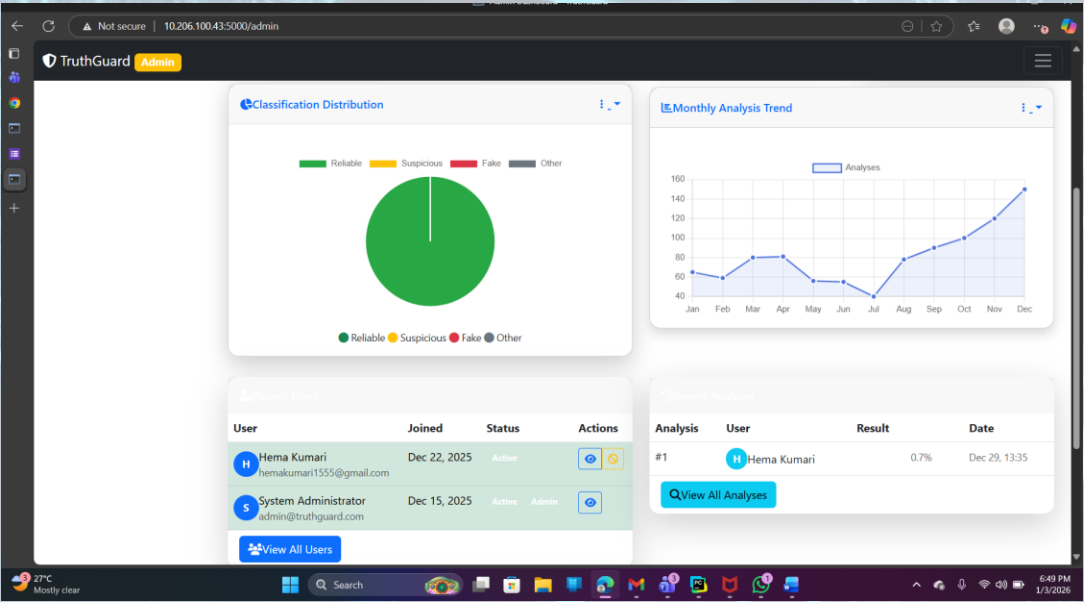 Not secure
10.206.100.43:5000/admin
TruthGuard Admin
Classification Distribution
Reliable Suspicious Fake Other
Reliable Suspicious Fake Other
Monthly Analysis Trend
Analyses
160
140
120
100
80
60
40
Jan Feb Mar Apr May Jun Jul Aug Sep Oct Nov Dec
Recent Users
User Joined Status Actions
H Hema Kumari Dec 22, 2025 Active
hemakumari1555@gmail.com
S System Administrator Dec 15, 2025 Active Admin
admin@truthguard.com
View All Users
Analysis User Result Date
#1 H Hema Kumari 0.7% Dec 29, 13:35
View All Analyses
3
27°C
Mostly clear
Search
3
1
6:49 PM
1/3/2026